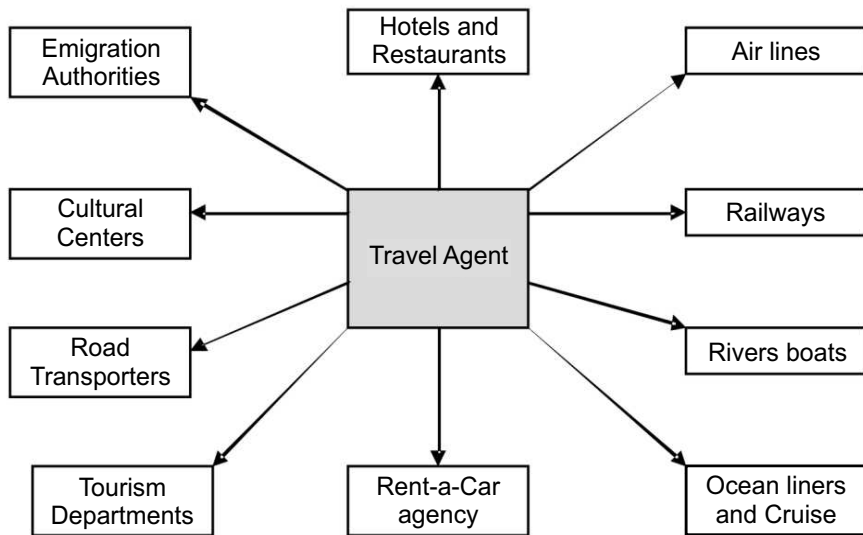 Emigration
Authorities
Hotels and
Restaurants
Air lines
Cultural
Centers
Travel Agent
Railways
Road
Transporters
Rivers boats
Tourism
Departments
Rent-a-Car
agency
Ocean liners
and Cruise